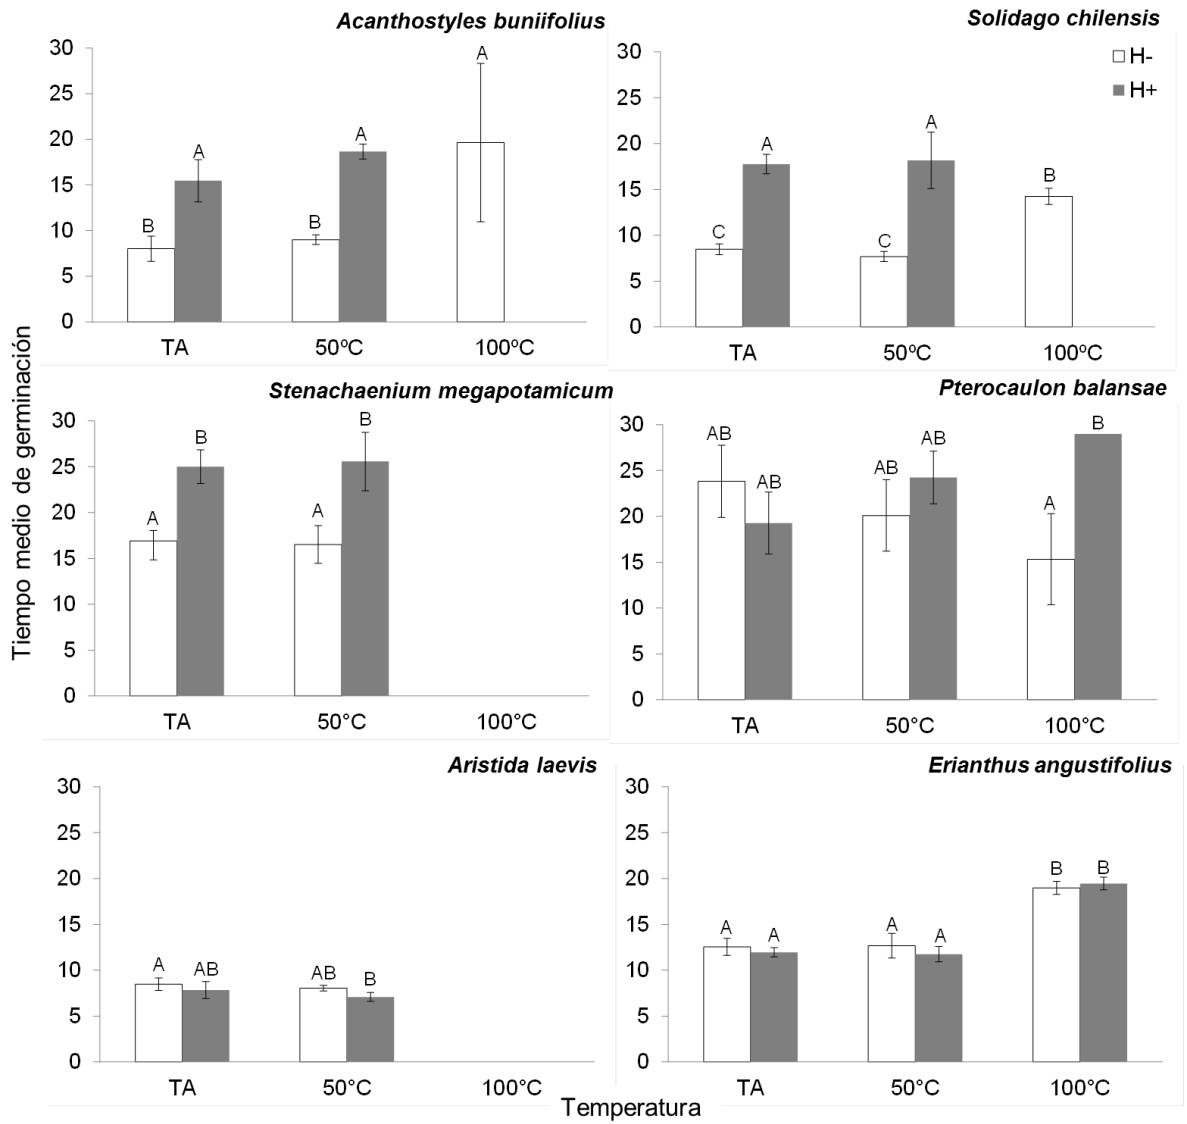 Acanthostyles buniifolius
30
25
20
15
10
5
0
B
A
B
A
A
TA
50ºC
100ºC
Solidago chilensis
H-
H+
30
25
20
15
10
5
0
C
A
C
A
B
TA
50ºC
100ºC
Tiempo medio de germinación
Stenachaenium megapotamicum
30
25
20
15
10
5
0
A
B
A
B
TA
50°C
100°C
Pterocaulon balansae
30
25
20
15
10
5
0
AB
AB
AB
AB
A
B
TA
50°C
100°C
Aristida laevis
30
25
20
15
10
5
0
A
AB
AB
B
TA
50°C
100°C
Erianthus angustifolius
30
25
20
15
10
5
0
A
A
A
A
B
B
TA
50°C
100°C
Temperatura